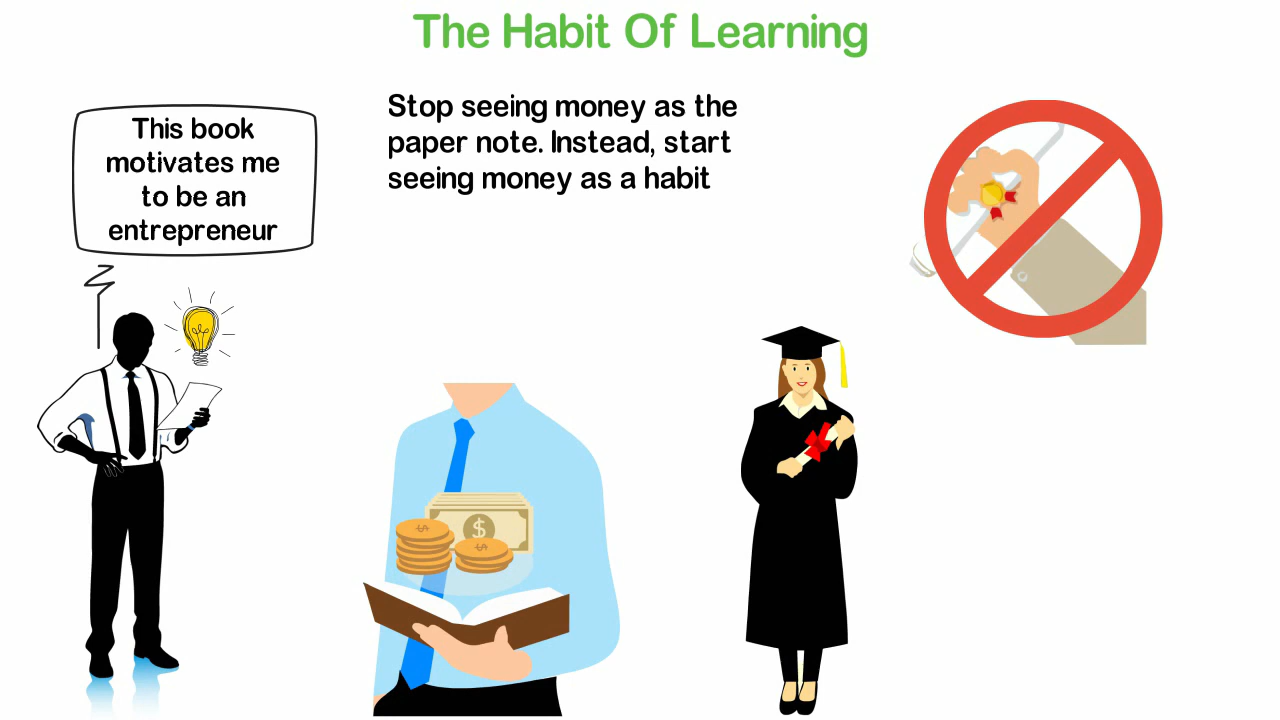 The Habit Of Learning
This book
motivates me
to be an
entrepreneur
Stop seeing money as the
paper note. Instead, start
seeing money as a habit
$